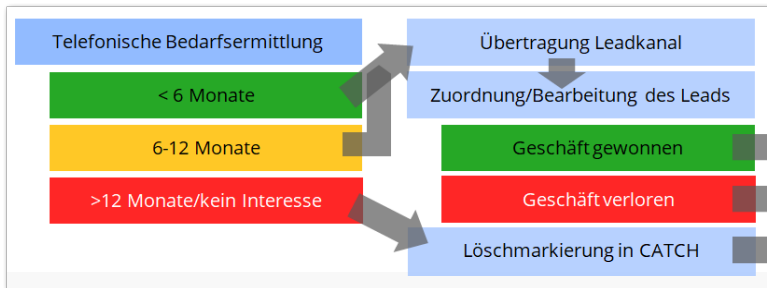 Telefonische Bedarfsermittlung
< 6 Monate
6-12 Monate
>12 Monate/kein Interesse
Übertragung Leadkanal
Zuordnung/Bearbeitung des Leads
Geschäft gewonnen
Geschäft verloren
Löschmarkierung in CATCH